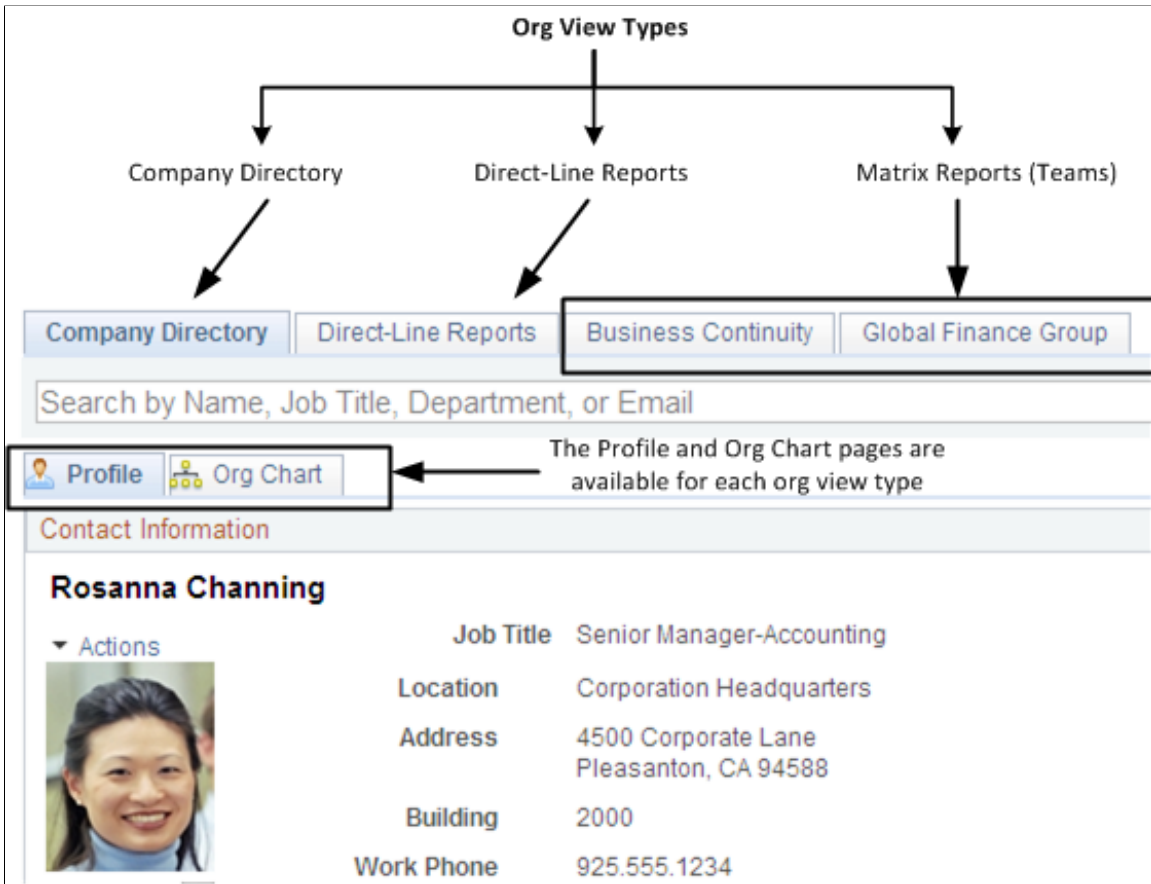 Org View Types
Company Directory Direct-Line Reports Matrix Reports (Teams)
Company Directory Direct-Line Reports Business Continuity Global Finance Group
Search by Name, Job Title, Department, or Email
The Profile and Org Chart pages are
available for each org view type
Profile Org Chart
Contact Information
Rosanna Channing
Actions
Job Title Senior Manager-Accounting
Location Corporation Headquarters
Address 4500 Corporate Lane
Pleasanton, CA 94588
Building 2000
Work Phone 925.555.1234